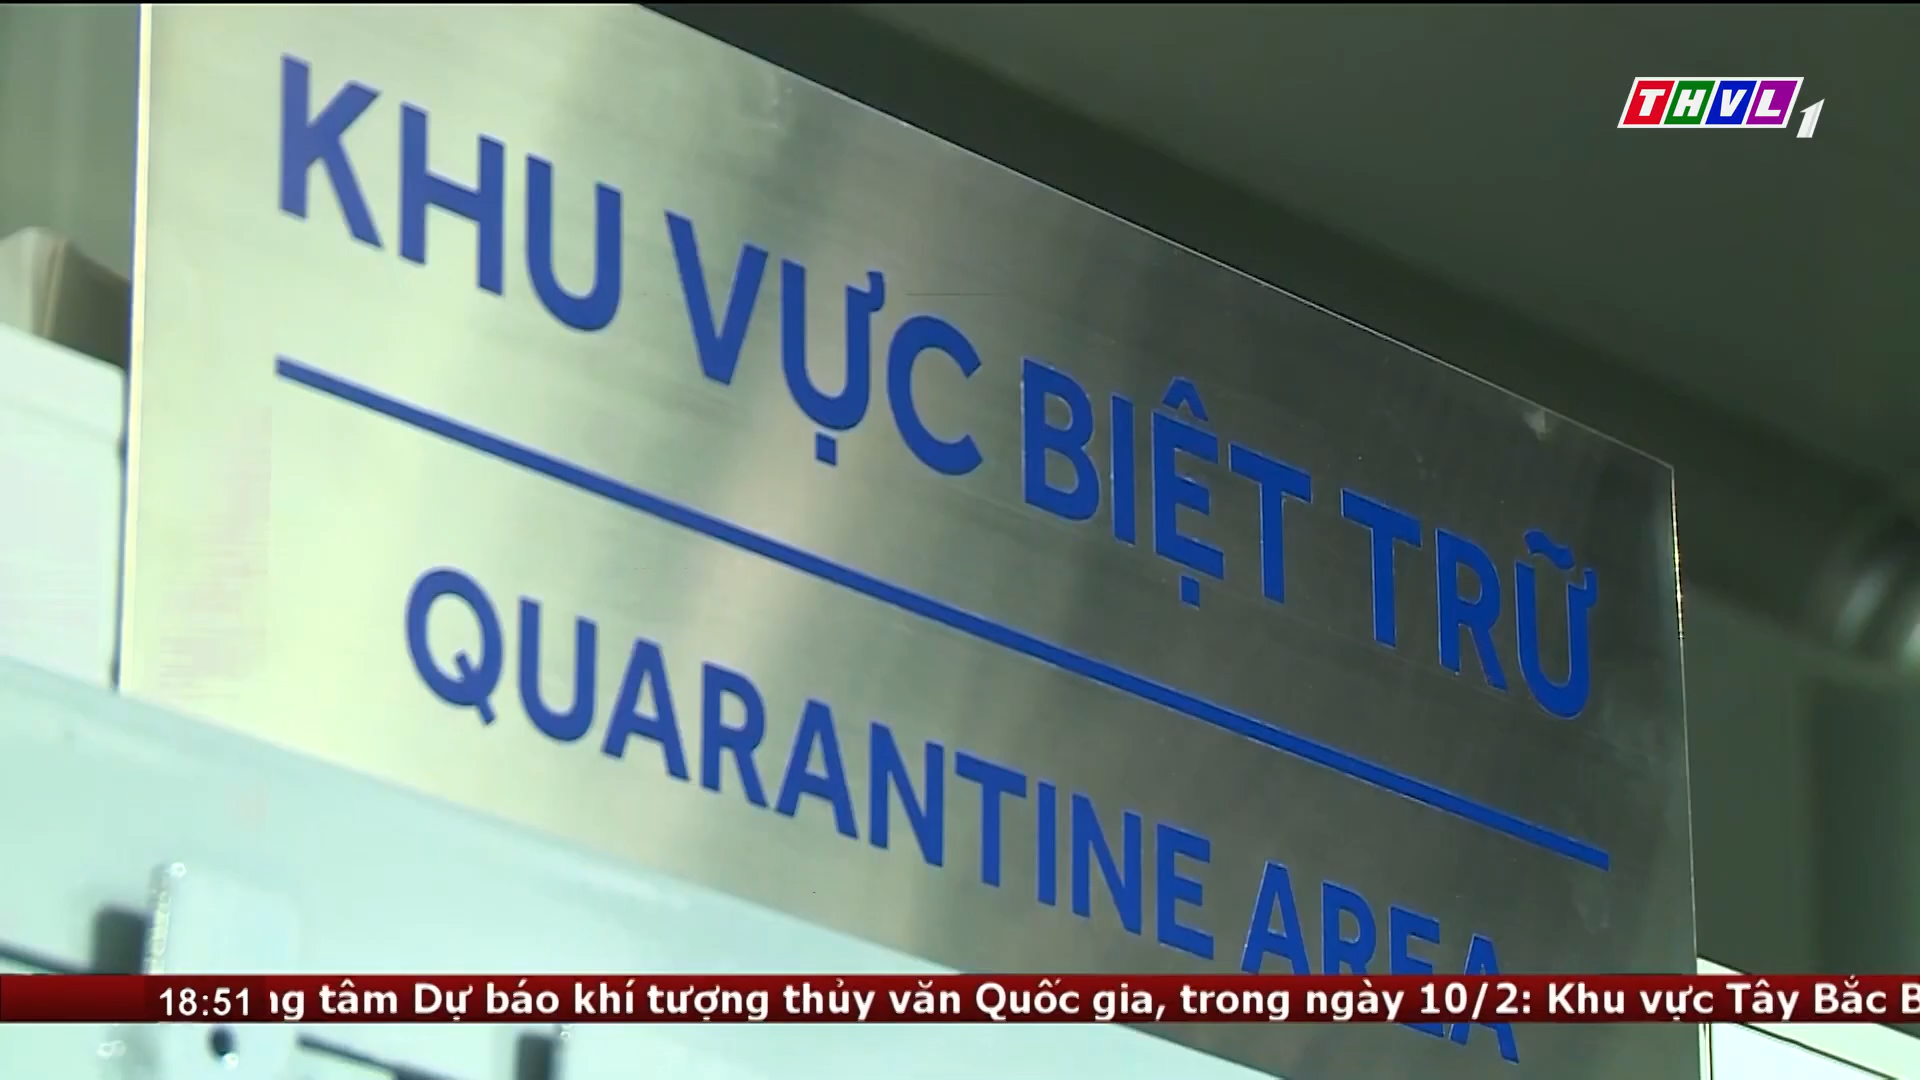 THVL1
KHU VỰC BIỆT TRỮ
QUARANTINE AREA
18:51 ng tâm Dự báo khí tượng thủy văn Quốc gia, trong ngày 10/2: Khu vực Tây Bắc B